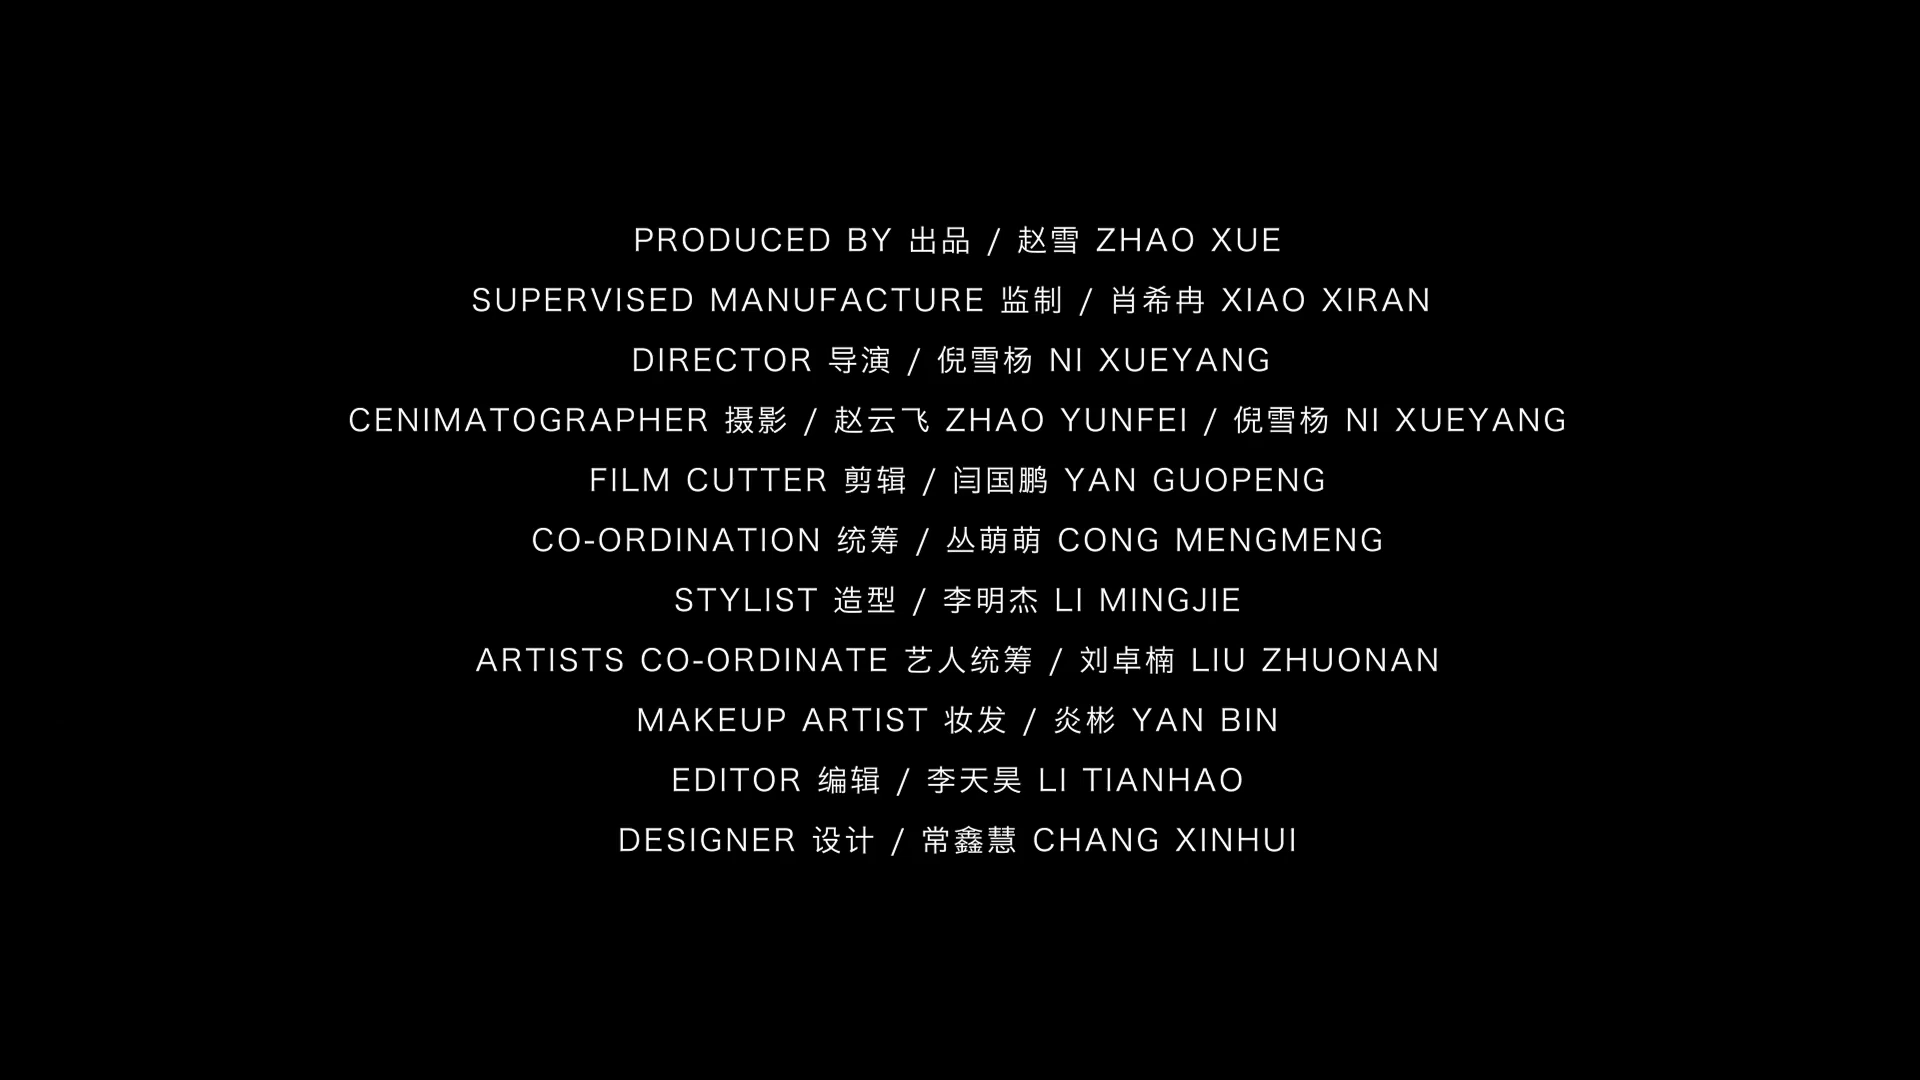 PRODUCED BY 出品 / 赵雪 ZHAO XUE
SUPERVISED MANUFACTURE 监制 / 肖希冉 XIAO XIRAN
DIRECTOR 导演 / 倪雪杨 NI XUEYANG
CENIMATOGRAPHER 摄影 / 赵云飞 ZHAO YUNFEI / 倪雪杨 NI XUEYANG
FILM CUTTER 剪辑 / 闫国鹏 YAN GUOPENG
CO-ORDINATION 统筹 / 丛萌萌 CONG MENGMENG
STYLIST 造型 / 李明杰 LI MINGJIE
ARTISTS CO-ORDINATE 艺人统筹 / 刘卓楠 LIU ZHUONAN
MAKEUP ARTIST 妆发 / 炎彬 YAN BIN
EDITOR 编辑 / 李天昊 LI TIANHAO
DESIGNER 设计 / 常鑫慧 CHANG XINHUI